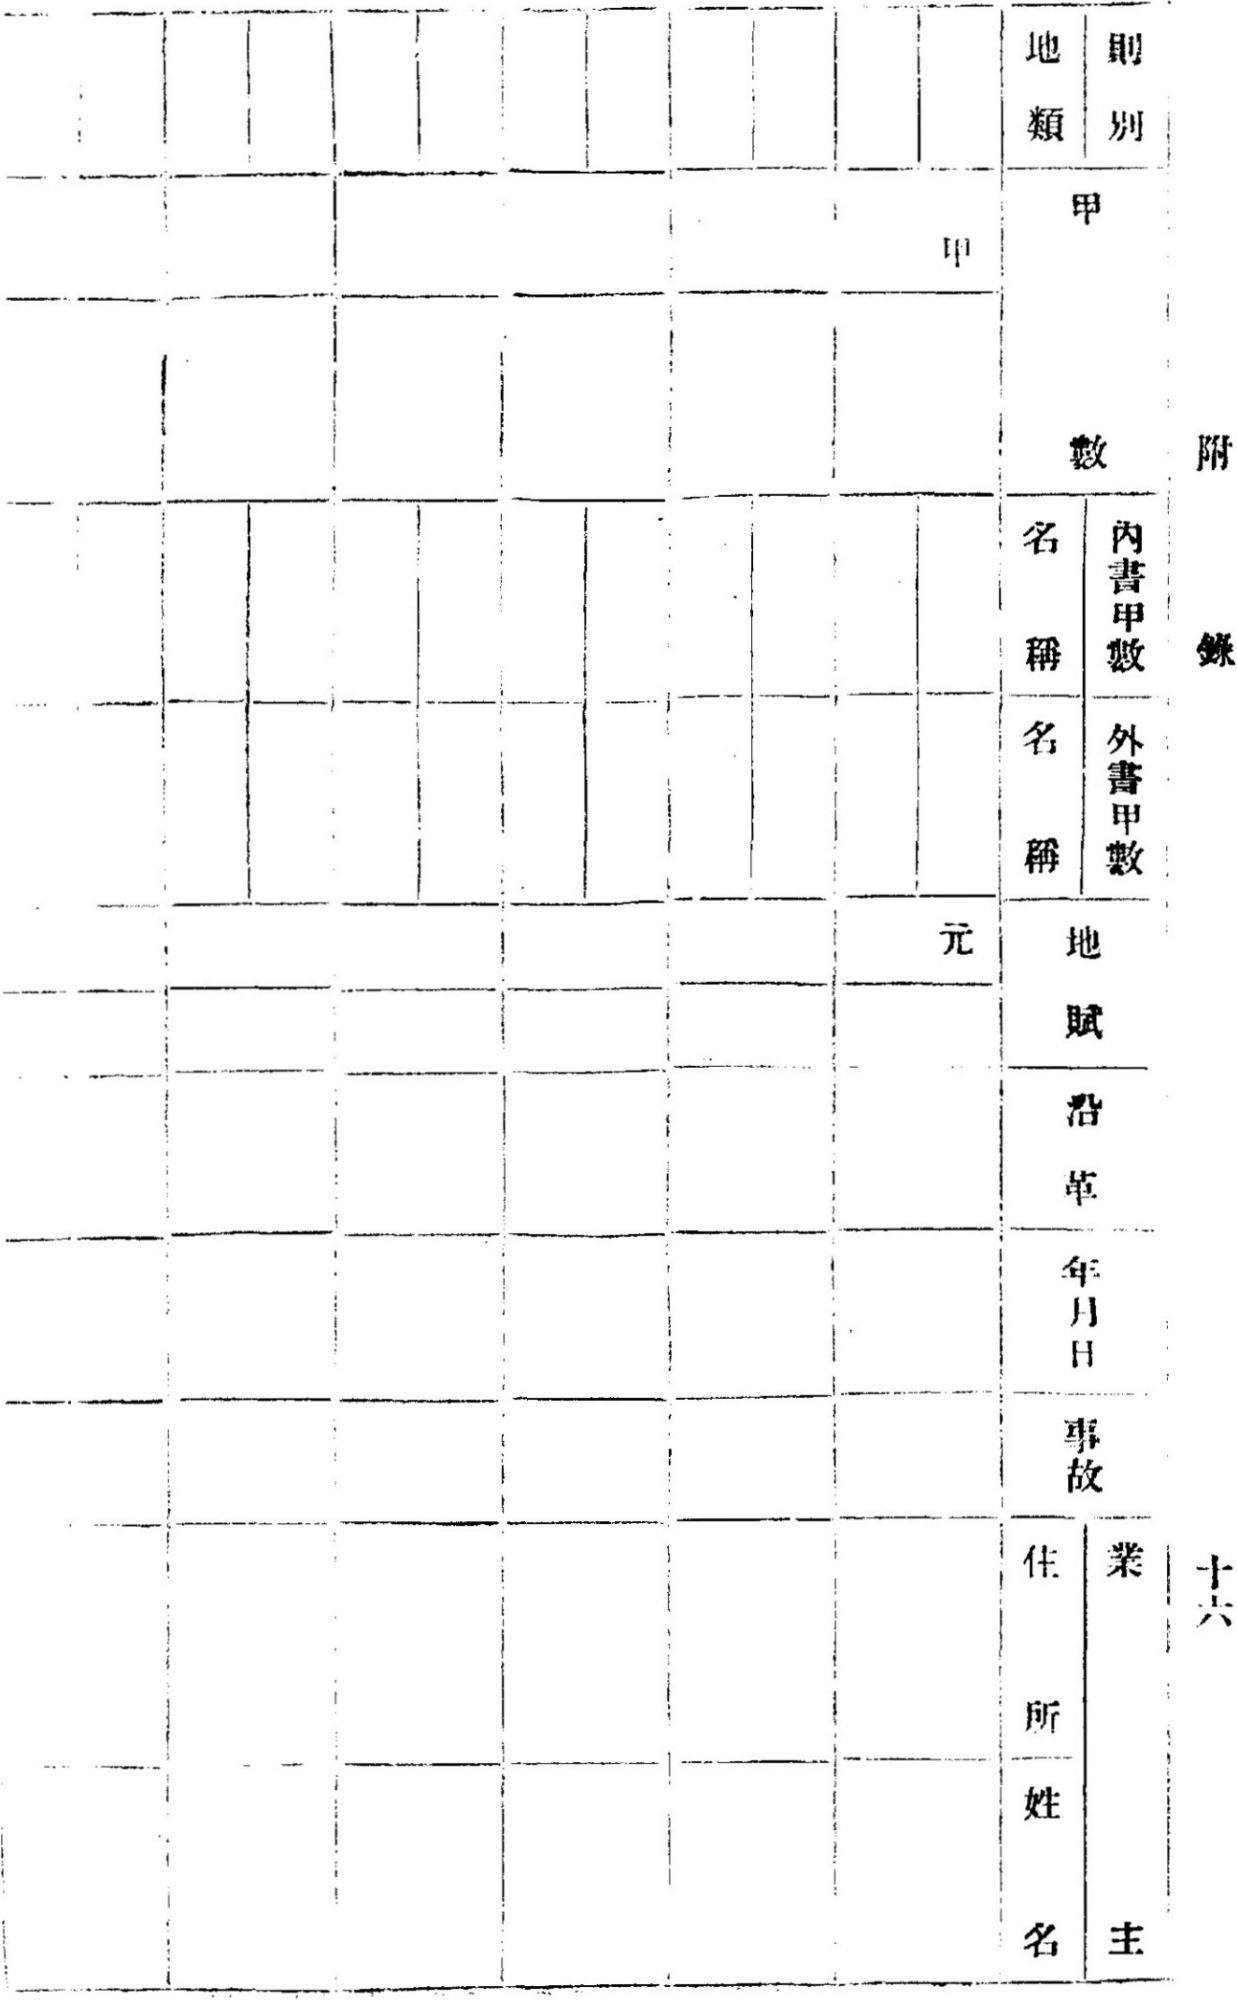 附錄 十六
則別
地類
甲數
內書甲數
名稱
外書甲數
名稱
地賦
沿革
年月日
事故
業主
住所
姓名
甲
元